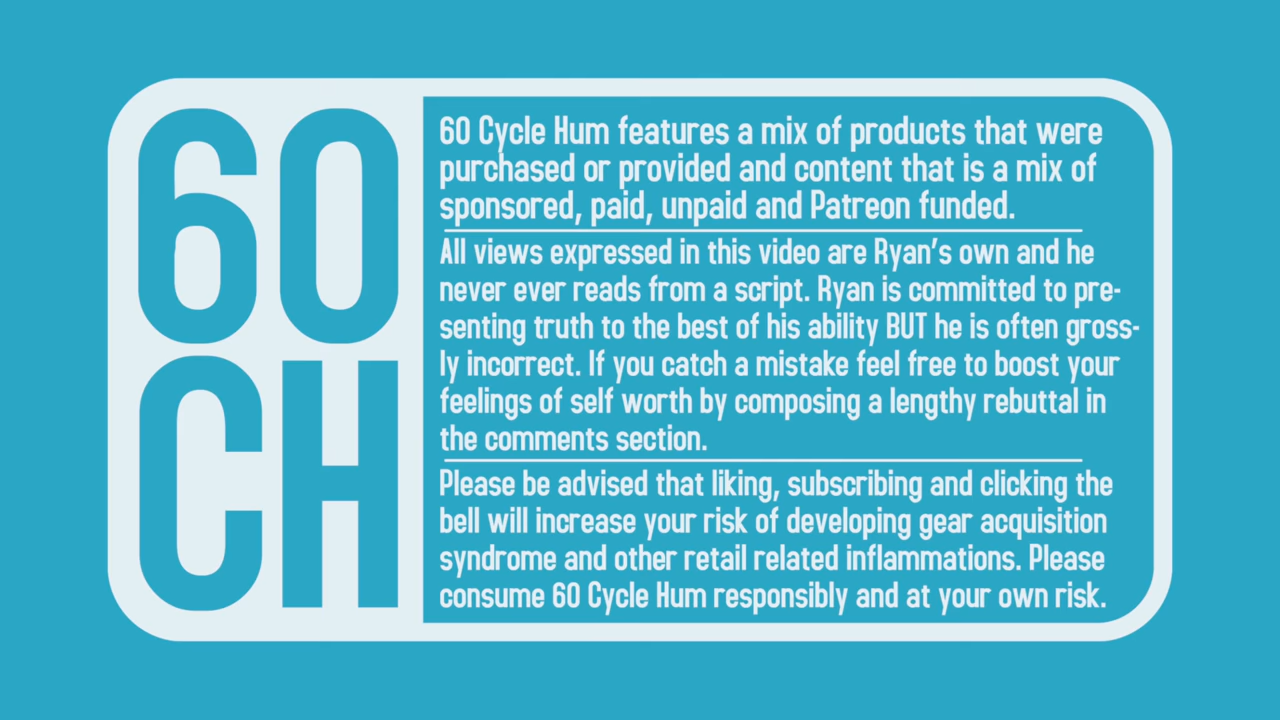 60
CH
60 Cycle Hum features a mix of products that were
purchased or provided and content that is a mix of
sponsored, paid, unpaid and Patreon funded.
All views expressed in this video are Ryan's own and he
never ever reads from a script. Ryan is committed to pre-
senting truth to the best of his ability BUT he is often gross-
ly incorrect. If you catch a mistake feel free to boost your
feelings of self worth by composing a lengthy rebuttal in
the comments section.
Please be advised that liking, subscribing and clicking the
bell will increase your risk of developing gear acquisition
syndrome and other retail related inflammations. Please
consume 60 Cycle Hum responsibly and at your own risk.